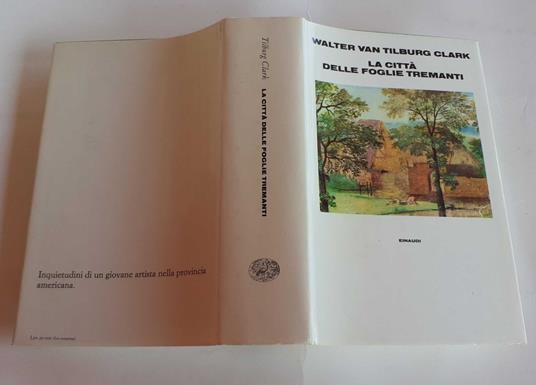 WALTER VAN TILBURG CLARK
LA CITTÀ
DELLE FOGLIE TREMANTI
EINAUDI
Tilburg Clark LA CITTÀ DELLE FOGLIE TREMANTI
Inquietudini di un giovane artista nella provincia
americana.